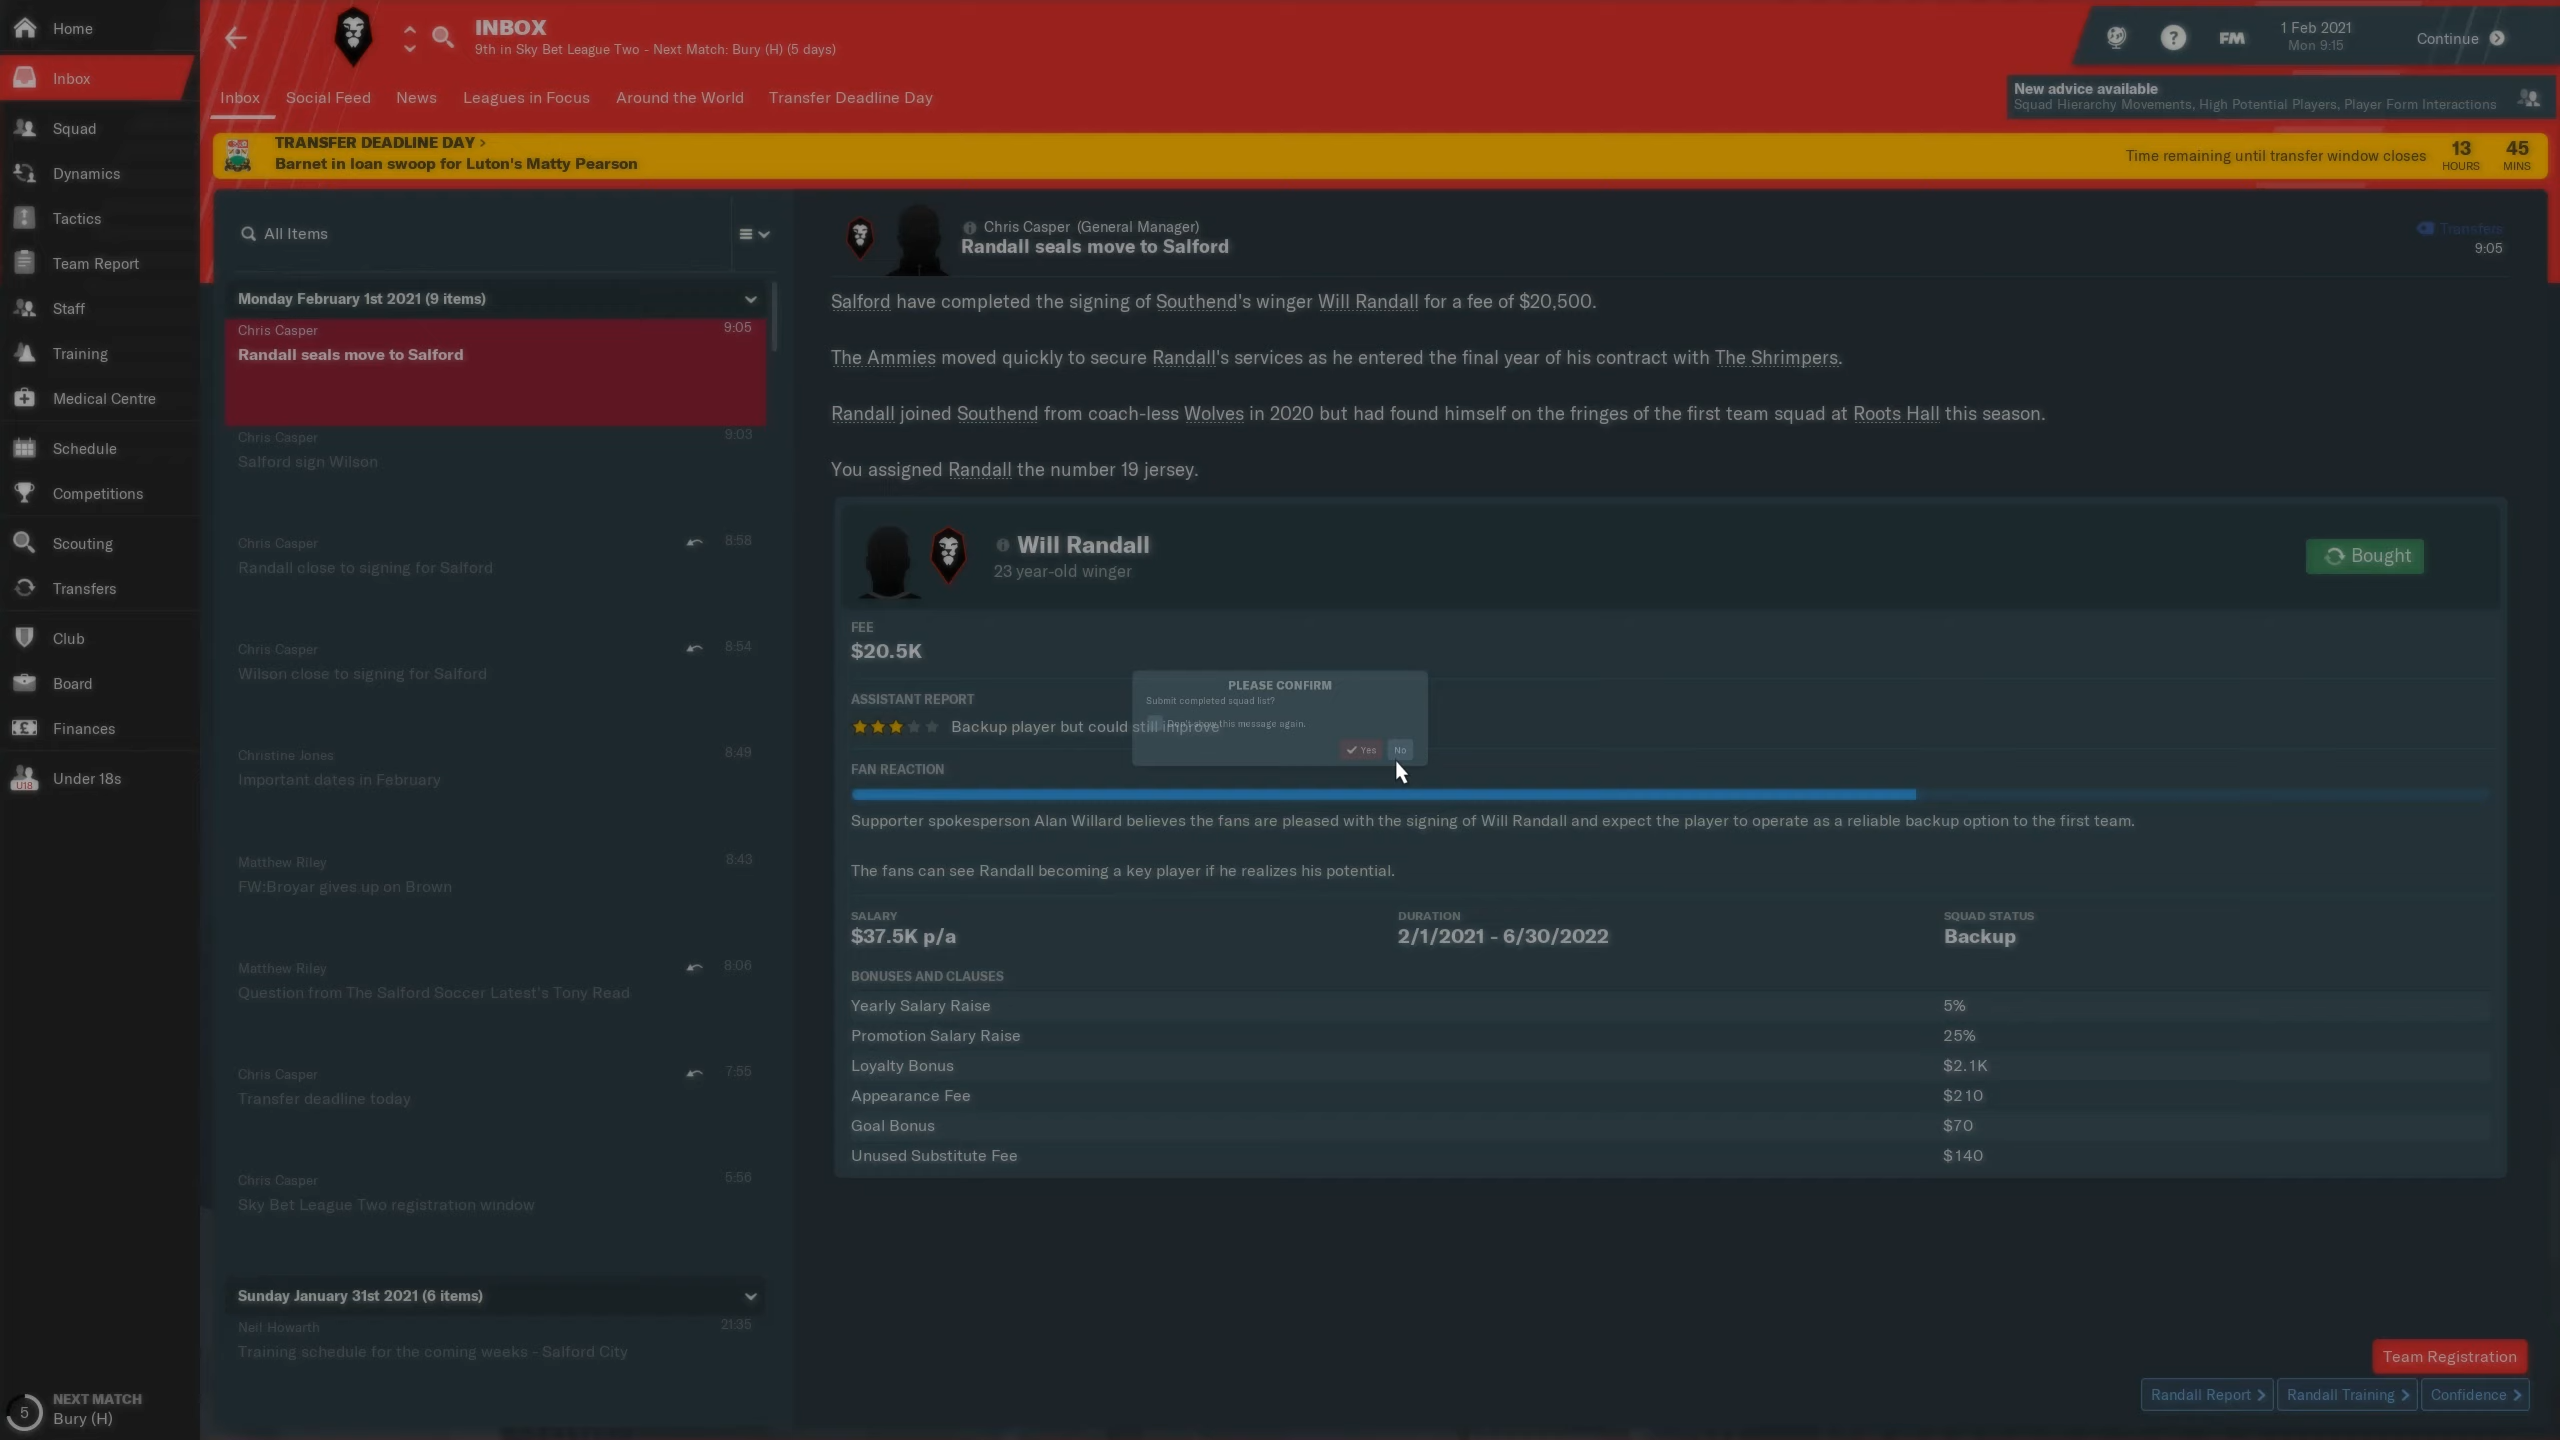 Home
Inbox
Squad
Dynamics
Tactics
Team Report
Staff
Training
Medical Centre
Schedule
Competitions
Scouting
Transfers
Club
Board
Finances
U18
Under 18s
5
NEXT MATCH
Bury (H)
INBOX
9th in Sky Bet League Two - Next Match: Bury (H) (5 days)
?
FM
1 Feb 2021
Mon 9:15
Continue
Inbox
Social Feed
News
Leagues in Focus
Around the World
Transfer Deadline Day
New advice available
Squad Hierarchy Movements, High Potential Players, Player Form Interactions
TRANSFER DEADLINE DAY >
Barnet in loan swoop for Luton's Matty Pearson
Time remaining until transfer window closes
13
HOURS
45
MINS
All Items
Monday February 1st 2021 (9 items)
Chris Casper
9:05
Randall seals move to Salford
Chris Casper
9:03
Salford sign Wilson
Chris Casper
8:58
Randall close to signing for Salford
Chris Casper
8:54
Wilson close to signing for Salford
Christine Jones
8:49
Important dates in February
Matthew Riley
8:43
FW:Broyar gives up on Brown
Matthew Riley
8:06
Question from The Salford Soccer Latest's Tony Read
Chris Casper
7:55
Transfer deadline today
Chris Casper
5:56
Sky Bet League Two registration window
Sunday January 31st 2021 (6 items)
Neil Howarth
21:35
Training schedule for the coming weeks - Salford City
Chris Casper (General Manager)
Randall seals move to Salford
Transfers
9:05
Salford have completed the signing of Southend's winger Will Randall for a fee of $20,500.
The Ammies moved quickly to secure Randall's services as he entered the final year of his contract with The Shrimpers.
Randall joined Southend from coach-less Wolves in 2020 but had found himself on the fringes of the first team squad at Roots Hall this season.
You assigned Randall the number 19 jersey.
Will Randall
23 year-old winger
Bought
FEE
$20.5K
ASSISTANT REPORT
Backup player but could still improve
PLEASE CONFIRM
Submit completed squad list?
Don't show this message again.
Yes
No
FAN REACTION
Supporter spokesperson Alan Willard believes the fans are pleased with the signing of Will Randall and expect the player to operate as a reliable backup option to the first team.
The fans can see Randall becoming a key player if he realizes his potential.
SALARY
$37.5K p/a
DURATION
2/1/2021 - 6/30/2022
SQUAD STATUS
Backup
BONUSES AND CLAUSES
Yearly Salary Raise
5%
Promotion Salary Raise
25%
Loyalty Bonus
$2.1K
Appearance Fee
$210
Goal Bonus
$70
Unused Substitute Fee
$140
Team Registration
Randall Report >
Randall Training >
Confidence >